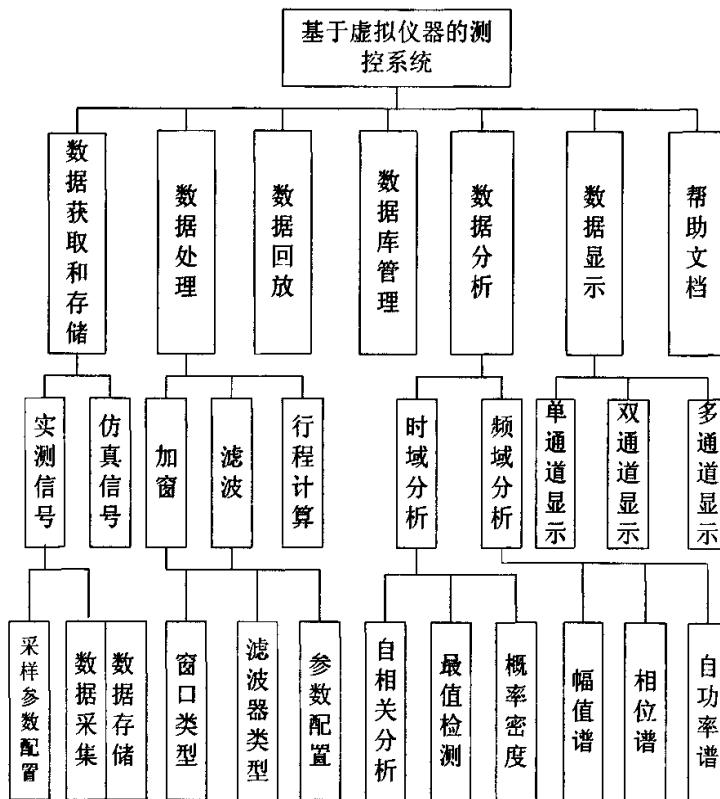 基于虚拟仪器的测
控系统
数据获取和存储
数据处理
数据回放
数据库管理
数据分析
数据显示
帮助文档
实测信号
仿真信号
加窗
滤波
行程计算
时域分析
频域分析
单通道显示
双通道显示
多通道显示
采样参数配置
数据采集
数据存储
窗口类型
滤波器类型
参数配置
自相关分析
最值检测
概率密度
幅值谱
相位谱
自功率谱